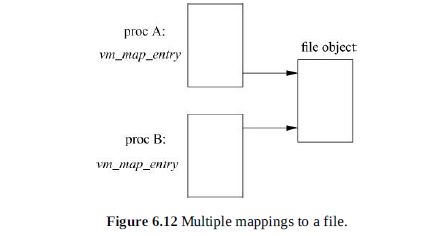 proc A:
vm_map_entry
file object
proc B:
vm_map_entry
Figure 6.12 Multiple mappings to a file.